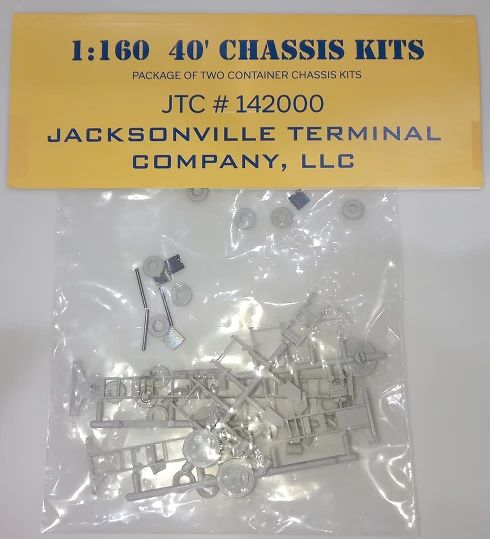 1:160 40' CHASSIS KITS
PACKAGE OF TWO CONTAINER CHASSIS KITS
JTC # 142000
JACKSONVILLE TERMINAL
COMPANY, LLC